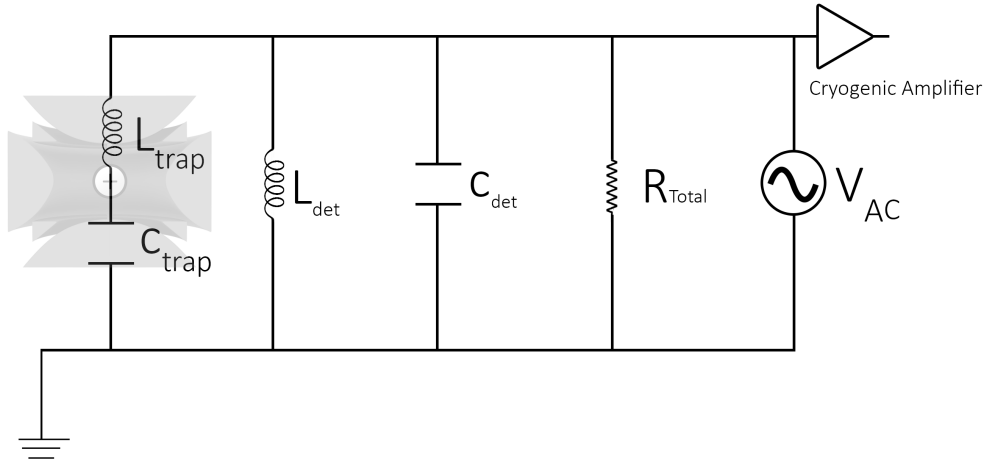 Cryogenic Amplifier
L trap
L det
C det
R Total
V AC
C trap